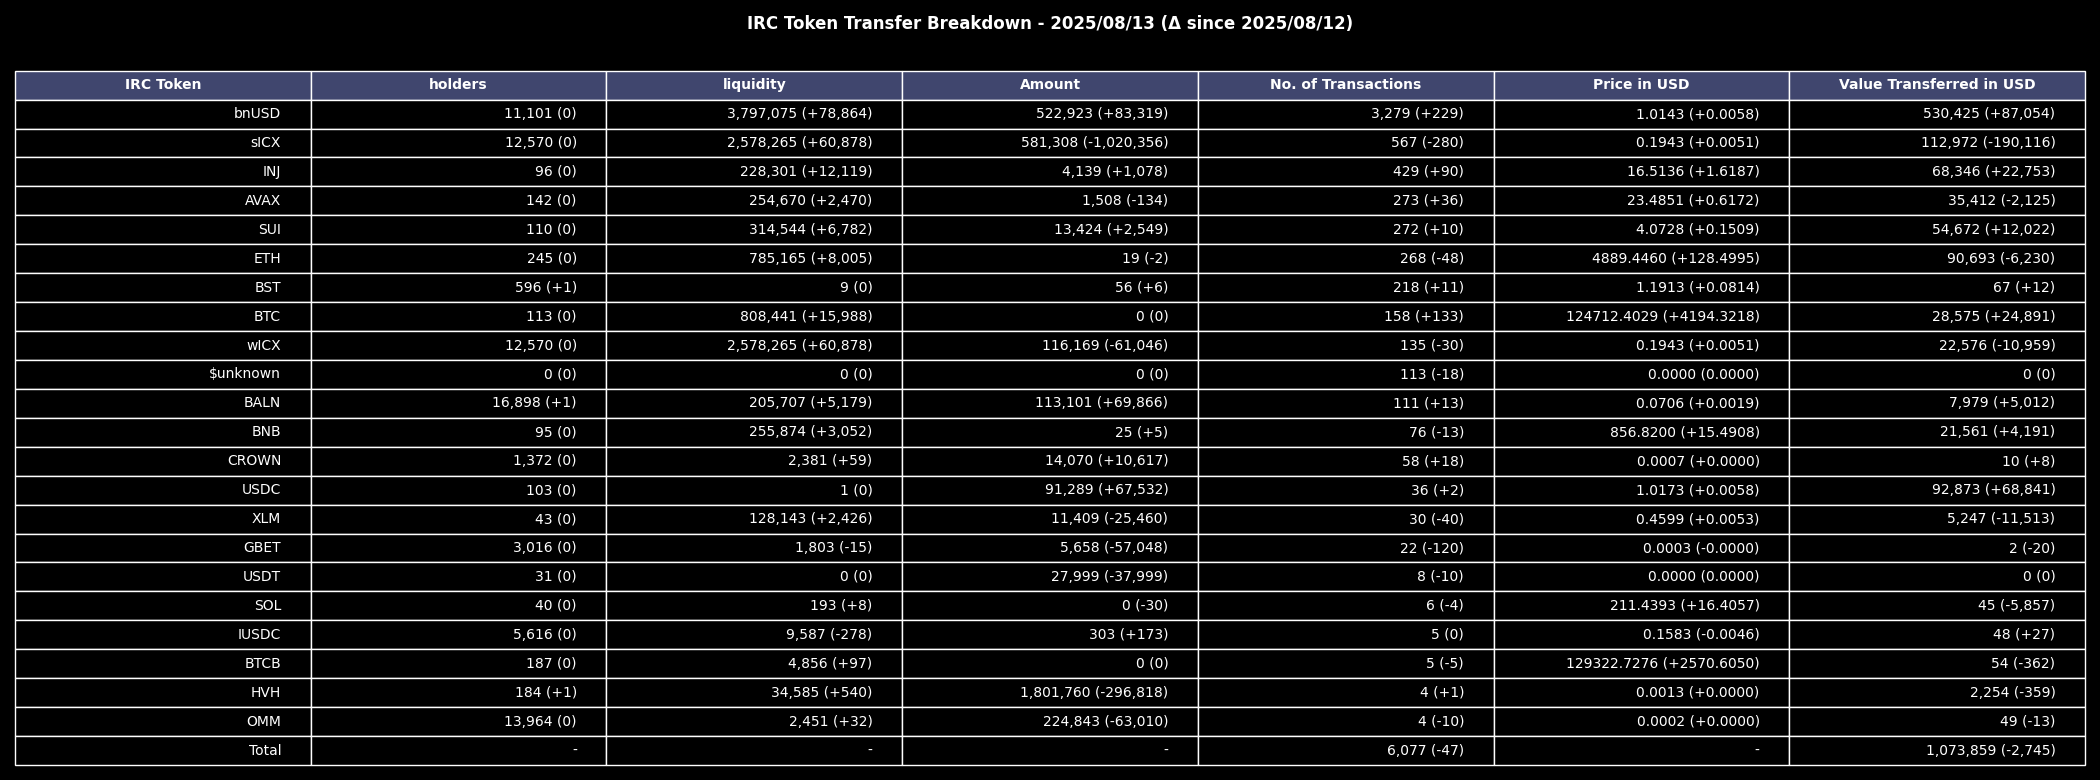 IRC Token Transfer Breakdown - 2025/08/13 (Δ since 2025/08/12)
IRC Token holders liquidity Amount No. of Transactions Price in USD Value Transferred in USD
bnUSD 11,101 (0) 3,797,075 (+78,864) 522,923 (+83,319) 3,279 (+229) 1.0143 (+0.0058) 530,425 (+87,054)
sICX 12,570 (0) 2,578,265 (+60,878) 581,308 (-1,020,356) 567 (-280) 0.1943 (+0.0051) 112,972 (-190,116)
INJ 96 (0) 228,301 (+12,119) 4,139 (+1,078) 429 (+90) 16.5136 (+1.6187) 68,346 (+22,753)
AVAX 142 (0) 254,670 (+2,470) 1,508 (-134) 273 (+36) 23.4851 (+0.6172) 35,412 (-2,125)
SUI 110 (0) 314,544 (+6,782) 13,424 (+2,549) 272 (+10) 4.0728 (+0.1509) 54,672 (+12,022)
ETH 245 (0) 785,165 (+8,005) 19 (-2) 268 (-48) 4889.4460 (+128.4995) 90,693 (-6,230)
BST 596 (+1) 9 (0) 56 (+6) 218 (+11) 1.1913 (+0.0814) 67 (+12)
BTC 113 (0) 808,441 (+15,988) 0 (0) 158 (+133) 124712.4029 (+4194.3218) 28,575 (+24,891)
wICX 12,570 (0) 2,578,265 (+60,878) 116,169 (-61,046) 135 (-30) 0.1943 (+0.0051) 22,576 (-10,959)
$unknown 0 (0) 0 (0) 0 (0) 113 (-18) 0.0000 (0.0000) 0 (0)
BALN 16,898 (+1) 205,707 (+5,179) 113,101 (+69,866) 111 (+13) 0.0706 (+0.0019) 7,979 (+5,012)
BNB 95 (0) 255,874 (+3,052) 25 (+5) 76 (-13) 856.8200 (+15.4908) 21,561 (+4,191)
CROWN 1,372 (0) 2,381 (+59) 14,070 (+10,617) 58 (+18) 0.0007 (+0.0000) 10 (+8)
USDC 103 (0) 1 (0) 91,289 (+67,532) 36 (+2) 1.0173 (+0.0058) 92,873 (+68,841)
XLM 43 (0) 128,143 (+2,426) 11,409 (-25,460) 30 (-40) 0.4599 (+0.0053) 5,247 (-11,513)
GBET 3,016 (0) 1,803 (-15) 5,658 (-57,048) 22 (-120) 0.0003 (-0.0000) 2 (-20)
USDT 31 (0) 0 (0) 27,999 (-37,999) 8 (-10) 0.0000 (0.0000) 0 (0)
SOL 40 (0) 193 (+8) 0 (-30) 6 (-4) 211.4393 (+16.4057) 45 (-5,857)
IUSDC 5,616 (0) 9,587 (-278) 303 (+173) 5 (0) 0.1583 (-0.0046) 48 (+27)
BTCB 187 (0) 4,856 (+97) 0 (0) 5 (-5) 129322.7276 (+2570.6050) 54 (-362)
HVH 184 (+1) 34,585 (+540) 1,801,760 (-296,818) 4 (+1) 0.0013 (+0.0000) 2,254 (-359)
OMM 13,964 (0) 2,451 (+32) 224,843 (-63,010) 4 (-10) 0.0002 (+0.0000) 49 (-13)
Total - - - 6,077 (-47) - 1,073,859 (-2,745)